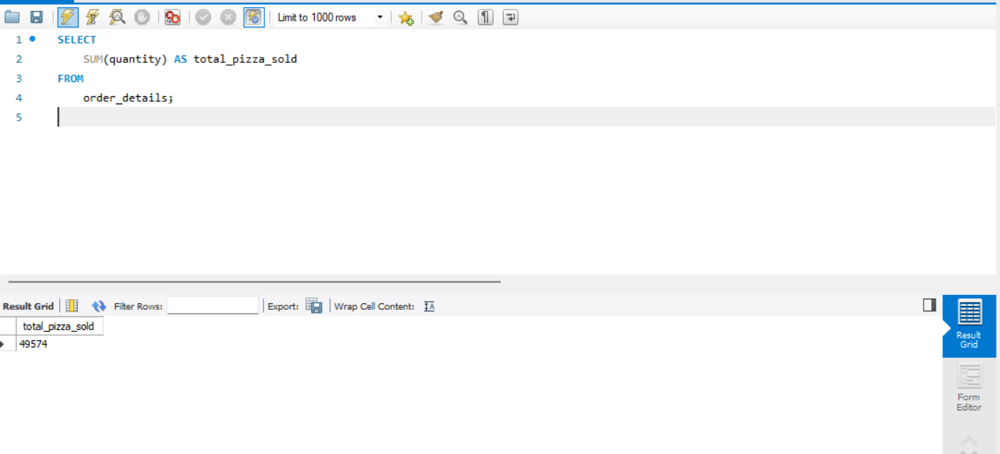 Limit to 1000 rows
1 SELECT
2 SUM(quantity) AS total_pizza_sold
3 FROM
4 order_details;
5
Result Grid Filter Rows: Export: Wrap Cell Content: IA
total_pizza_sold
49574
Result
Grid
Form
Editor